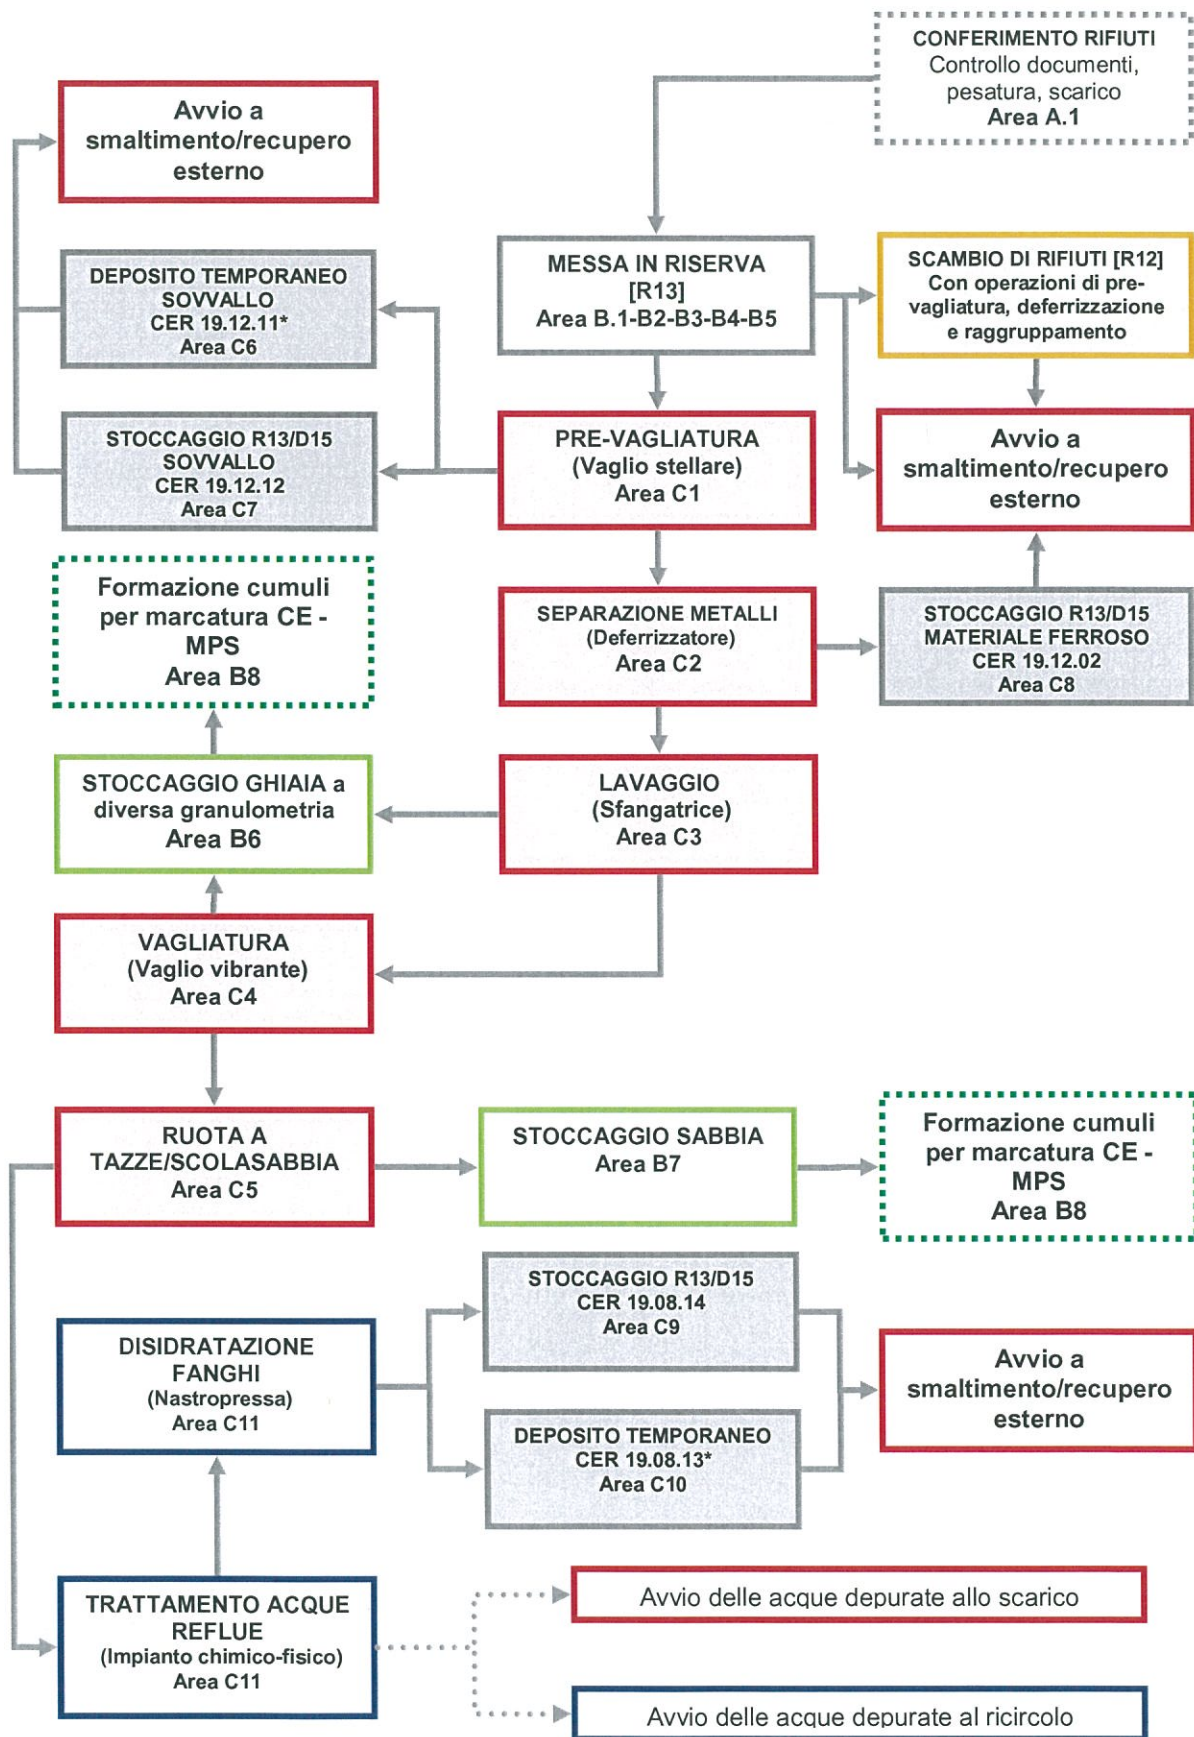 CONFERIMENTO RIFIUTI
Controllo documenti,
pesatura, scarico
Area A.1
Avvio a
smaltimento/recupero
esterno
MESSA IN RISERVA
[R13]
Area B.1-B2-B3-B4-B5
SCAMBIO DI RIFIUTI [R12]
Con operazioni di pre-
vagliatura, deferrizzazione
e raggruppamento
DEPOSITO TEMPORANEO
SOVVALLO
CER 19.12.11*
Area C6
STOCCAGGIO R13/D15
SOVVALLO
CER 19.12.12
Area C7
PRE-VAGLIATURA
(Vaglio stellare)
Area C1
Avvio a
smaltimento/recupero
esterno
Formazione cumuli
per marcatura CE -
MPS
Area B8
SEPARAZIONE METALLI
(Deferrizzatore)
Area C2
STOCCAGGIO R13/D15
MATERIALE FERROSO
CER 19.12.02
Area C8
STOCCAGGIO GHIAIA a
diversa granulometria
Area B6
LAVAGGIO
(Sfangatrice)
Area C3
VAGLIATURA
(Vaglio vibrante)
Area C4
RUOTA A
TAZZE/SCOLASABBIA
Area C5
STOCCAGGIO SABBIA
Area B7
Formazione cumuli
per marcatura CE -
MPS
Area B8
DISIDRATAZIONE
FANGHI
(Nastropressa)
Area C11
STOCCAGGIO R13/D15
CER 19.08.14
Area C9
DEPOSITO TEMPORANEO
CER 19.08.13*
Area C10
Avvio a
smaltimento/recupero
esterno
TRATTAMENTO ACQUE
REFLUE
(Impianto chimico-fisico)
Area C11
Avvio delle acque depurate allo scarico
Avvio delle acque depurate al ricircolo